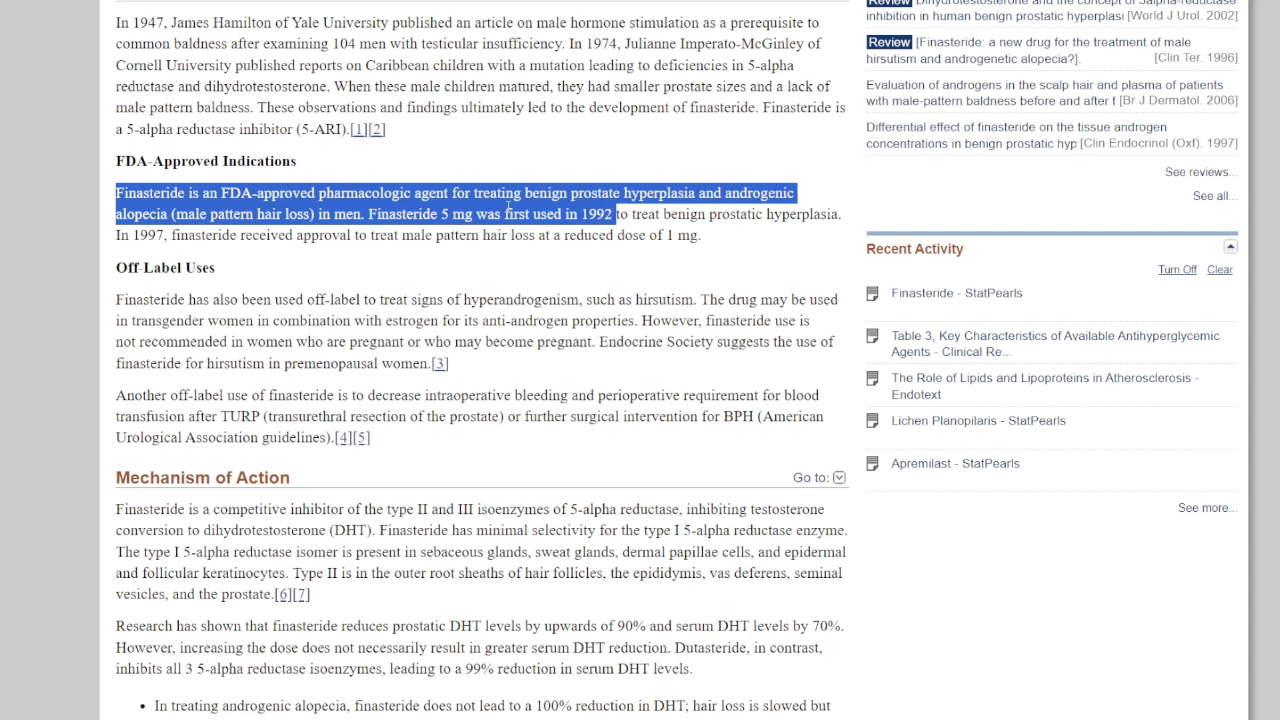 In 1947, James Hamilton of Yale University published an article on male hormone stimulation as a prerequisite to
common baldness after examining 104 men with testicular insufficiency. In 1974, Julianne Imperato-McGinley of
Cornell University published reports on Caribbean children with a mutation leading to deficiencies in 5-alpha
reductase and dihydrotestosterone. When these male children matured, they had smaller prostate sizes and a lack of
male pattern baldness. These observations and findings ultimately led to the development of finasteride. Finasteride is
a 5-alpha reductase inhibitor (5-ARI).[1][2]
FDA-Approved Indications
Finasteride is an FDA-approved pharmacologic agent for treating benign prostate hyperplasia and androgenic
alopecia (male pattern hair loss) in men. Finasteride 5 mg was first used in 1992 to treat benign prostatic hyperplasia.
In 1997, finasteride received approval to treat male pattern hair loss at a reduced dose of 1 mg.
Off-Label Uses
Finasteride has also been used off-label to treat signs of hyperandrogenism, such as hirsutism. The drug may be used
in transgender women in combination with estrogen for its anti-androgen properties. However, finasteride use is
not recommended in women who are pregnant or who may become pregnant. Endocrine Society suggests the use of
finasteride for hirsutism in premenopausal women.[3]
Another off-label use of finasteride is to decrease intraoperative bleeding and perioperative requirement for blood
transfusion after TURP (transurethral resection of the prostate) or further surgical intervention for BPH (American
Urological Association guidelines).[4][5]
Mechanism of Action Go to:
Finasteride is a competitive inhibitor of the type II and III isoenzymes of 5-alpha reductase, inhibiting testosterone
conversion to dihydrotestosterone (DHT). Finasteride has minimal selectivity for the type I 5-alpha reductase enzyme.
The type I 5-alpha reductase isomer is present in sebaceous glands, sweat glands, dermal papillae cells, and epidermal
and follicular keratinocytes. Type II is in the outer root sheaths of hair follicles, the epididymis, vas deferens, seminal
vesicles, and the prostate.[6][7]
Research has shown that finasteride reduces prostatic DHT levels by upwards of 90% and serum DHT levels by 70%.
However, increasing the dose does not necessarily result in greater serum DHT reduction. Dutasteride, in contrast,
inhibits all 3 5-alpha reductase isoenzymes, leading to a 99% reduction in serum DHT levels.
• In treating androgenic alopecia, finasteride does not lead to a 100% reduction in DHT; hair loss is slowed but
Review Dihydrotestosterone and the concept of 5alpha-reductase
inhibition in human benign prostatic hyperplasi [World J Urol. 2002]
Review [Finasteride: a new drug for the treatment of male
hirsutism and androgenetic alopecia?]. [Clin Ter. 1996]
Evaluation of androgens in the scalp hair and plasma of patients
with male-pattern baldness before and after f [Br J Dermatol. 2006]
Differential effect of finasteride on the tissue androgen
concentrations in benign prostatic hyp [Clin Endocrinol (Oxf). 1997]
See reviews...
See all...
Recent Activity
Turn Off Clear
Finasteride - StatPearls
Table 3, Key Characteristics of Available Antihyperglycemic
Agents - Clinical Re...
The Role of Lipids and Lipoproteins in Atherosclerosis -
Endotext
Lichen Planopilaris - StatPearls
Apremilast - StatPearls
See more...